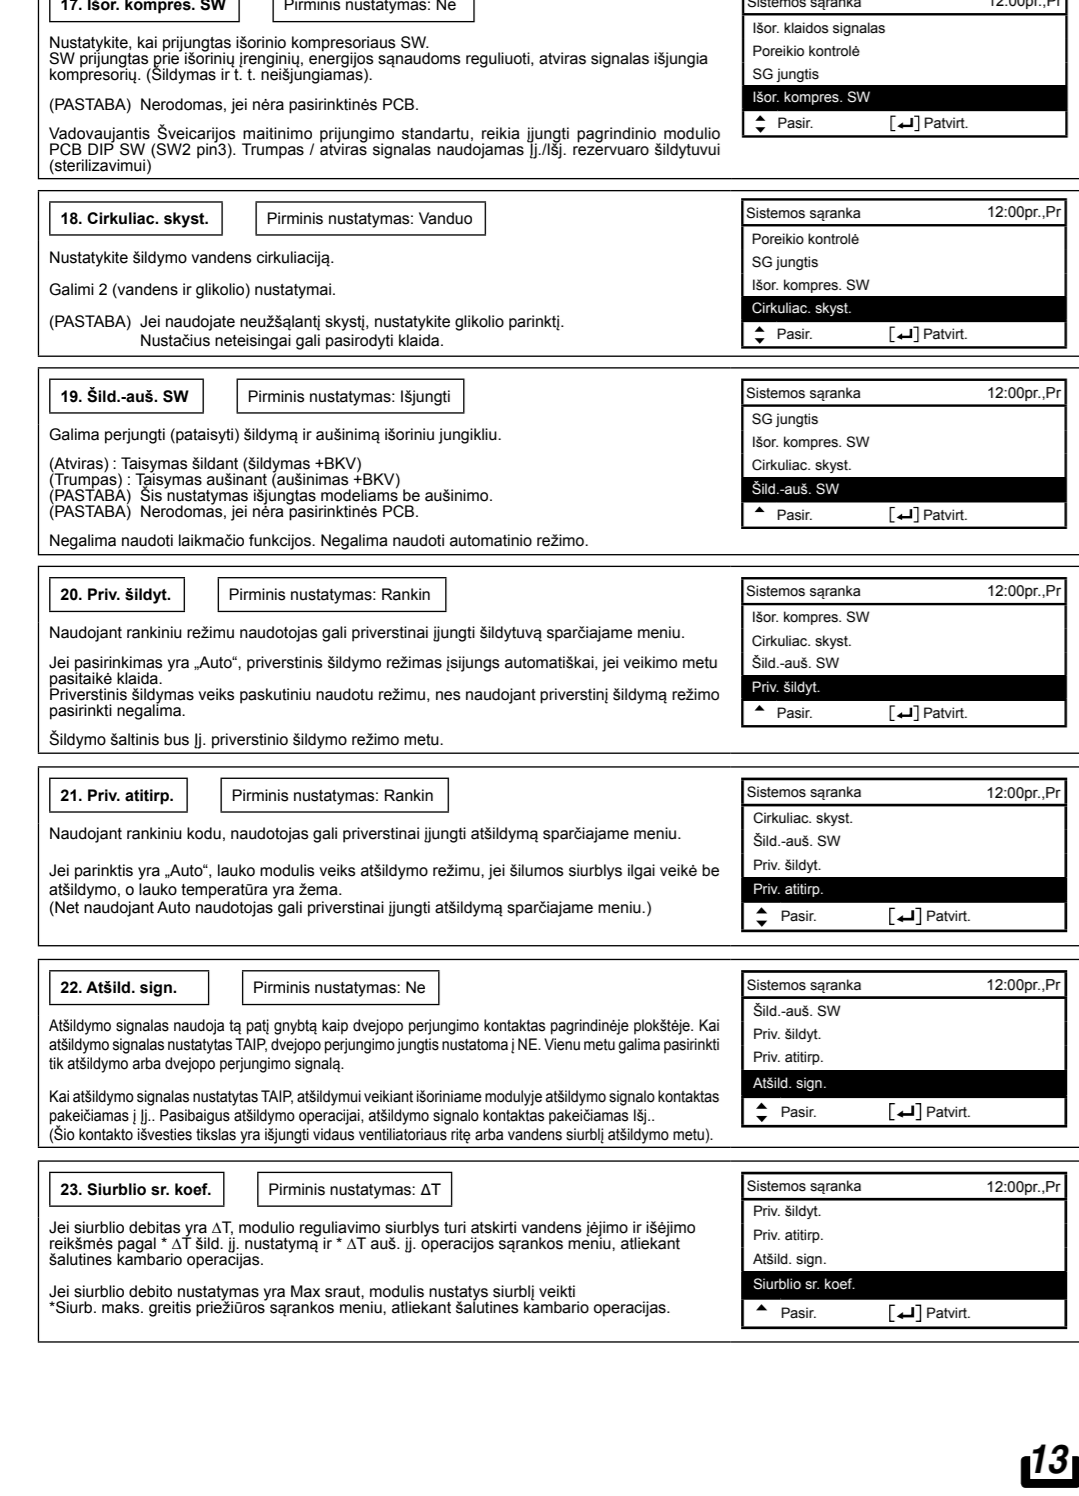 17. Išor. kompres. SW
Pirminis nustatymas: Ne
Nustatykite, kai prijungtas išorinio kompresoriaus SW.
SW prijungtas prie išorinių įrenginių, energijos sąnaudoms reguliuoti, atviras signalas išjungia
kompresorių. (Šildymas ir t. t. neišjungiamas).
(PASTABA) Nerodomas, jei nėra pasirinktinės PCB.
Vadovaujantis Šveicarijos maitinimo prijungimo standartu, reikia įjungti pagrindinio modulio
PCB DIP SW (SW2 pin3). Trumpas / atviras signalas naudojamas Įj./Išj. rezervuaro šildytuvui
(sterilizavimui)
Sistemos sąranka 12:00pr.,Pr
Išor. klaidos signalas
Poreikio kontrolė
SG jungtis
Išor. kompres. SW
Pasir. [↵] Patvirt.
18. Cirkuliac. skyst.
Pirminis nustatymas: Vanduo
Nustatykite šildymo vandens cirkuliaciją.
Galimi 2 (vandens ir glikolio) nustatymai.
(PASTABA) Jei naudojate neužšąlantį skystį, nustatykite glikolio parinktį.
Nustačius neteisingai gali pasirodyti klaida.
Sistemos sąranka 12:00pr.,Pr
Poreikio kontrolė
SG jungtis
Išor. kompres. SW
Cirkuliac. skyst.
Pasir. [↵] Patvirt.
19. Šild.-auš. SW
Pirminis nustatymas: Išjungti
Galima perjungti (pataisyti) šildymą ir aušinimą išoriniu jungikliu.
(Atviras) : Taisymas šildant (šildymas +BKV)
(Trumpas) : Taisymas aušinant (aušinimas +BKV)
(PASTABA) Šis nustatymas išjungtas modeliams be aušinimo.
(PASTABA) Nerodomas, jei nėra pasirinktinės PCB.
Negalima naudoti laikmačio funkcijos. Negalima naudoti automatinio režimo.
Sistemos sąranka 12:00pr.,Pr
SG jungtis
Išor. kompres. SW
Cirkuliac. skyst.
Šild.-auš. SW
Pasir. [↵] Patvirt.
20. Priv. šildyt.
Pirminis nustatymas: Rankin
Naudojant rankiniu režimu naudotojas gali priverstinai įjungti šildytuvą sparčiajame meniu.
Jei pasirinkimas yra „Auto“, priverstinis šildymo režimas įsijungs automatiškai, jei veikimo metu
pasitaikė klaida.
Priverstinis šildymas veiks paskutiniu naudotu režimu, nes naudojant priverstinį šildymą režimo
pasirinkti negalima.
Šildymo šaltinis bus Įj. priverstinio šildymo režimo metu.
Sistemos sąranka 12:00pr.,Pr
Išor. kompres. SW
Cirkuliac. skyst.
Šild.-auš. SW
Priv. šildyt.
Pasir. [↵] Patvirt.
21. Priv. atitirp.
Pirminis nustatymas: Rankin
Naudojant rankiniu kodu, naudotojas gali priverstinai įjungti atšildymą sparčiajame meniu.
Jei parinktis yra „Auto“, lauko modulis veiks atšildymo režimu, jei šilumos siurblys ilgai veikė be
atšildymo, o lauko temperatūra yra žema.
(Net naudojant Auto naudotojas gali priverstinai įjungti atšildymą sparčiajame meniu.)
Sistemos sąranka 12:00pr.,Pr
Cirkuliac. skyst.
Šild.-auš. SW
Priv. šildyt.
Priv. atitirp.
Pasir. [↵] Patvirt.
22. Atšild. sign.
Pirminis nustatymas: Ne
Atšildymo signalas naudoja tą patį gnybtą kaip dvejopo perjungimo kontaktas pagrindinėje plokštėje. Kai
atšildymo signalas nustatytas TAIP, dvejopo perjungimo jungtis nustatoma į NE. Vienu metu galima pasirinkti
tik atšildymo arba dvejopo perjungimo signalą.
Kai atšildymo signalas nustatytas TAIP, atšildymui veikiant išoriniame modulyje atšildymo signalo kontaktas
pakeičiamas į Įj.. Pasibaigus atšildymo operacijai, atšildymo signalo kontaktas pakeičiamas Išj..
(Šio kontakto išvesties tikslas yra išjungti vidaus ventiliatoriaus ritę arba vandens siurblį atšildymo metu).
Sistemos sąranka 12:00pr.,Pr
Šild.-auš. SW
Priv. šildyt.
Priv. atitirp.
Atšild. sign.
Pasir. [↵] Patvirt.
23. Siurblio sr. koef.
Pirminis nustatymas: ΔT
Jei siurblio debitas yra ΔT, modulio reguliavimo siurblys turi atskirti vandens įėjimo ir išėjimo
reikšmės pagal * ΔT šild. įj. nustatymą ir * ΔT auš. įj. operacijos sąrankos meniu, atliekant
šalutines kambario operacijas.
Jei siurblio debito nustatymas yra Max sraut, modulis nustatys siurblį veikti
*Siurb. maks. greitis priežiūros sąrankos meniu, atliekant šalutines kambario operacijas.
Sistemos sąranka 12:00pr.,Pr
Priv. šildyt.
Priv. atitirp.
Atšild. sign.
Siurblio sr. koef.
Pasir. [↵] Patvirt.
13